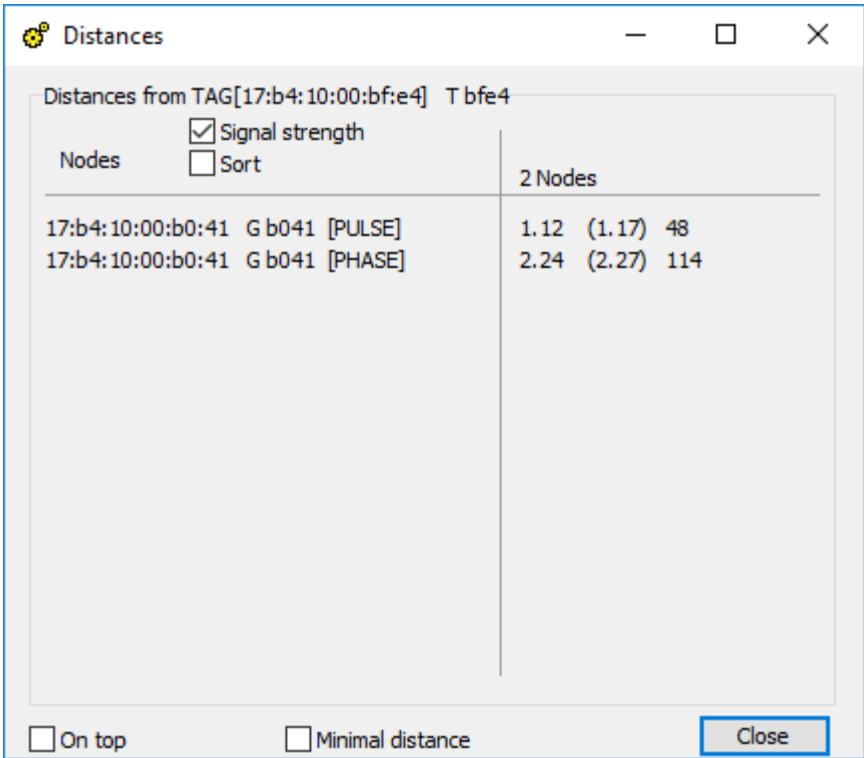 Distances
Distances from TAG[17:b4:10:00:bf:e4] T bfe4
Signal strength
Nodes
Sort
2 Nodes
17:b4:10:00:b0:41 G b041 [PULSE] 1.12 (1.17) 48
17:b4:10:00:b0:41 G b041 [PHASE] 2.24 (2.27) 114
On top
Minimal distance
Close